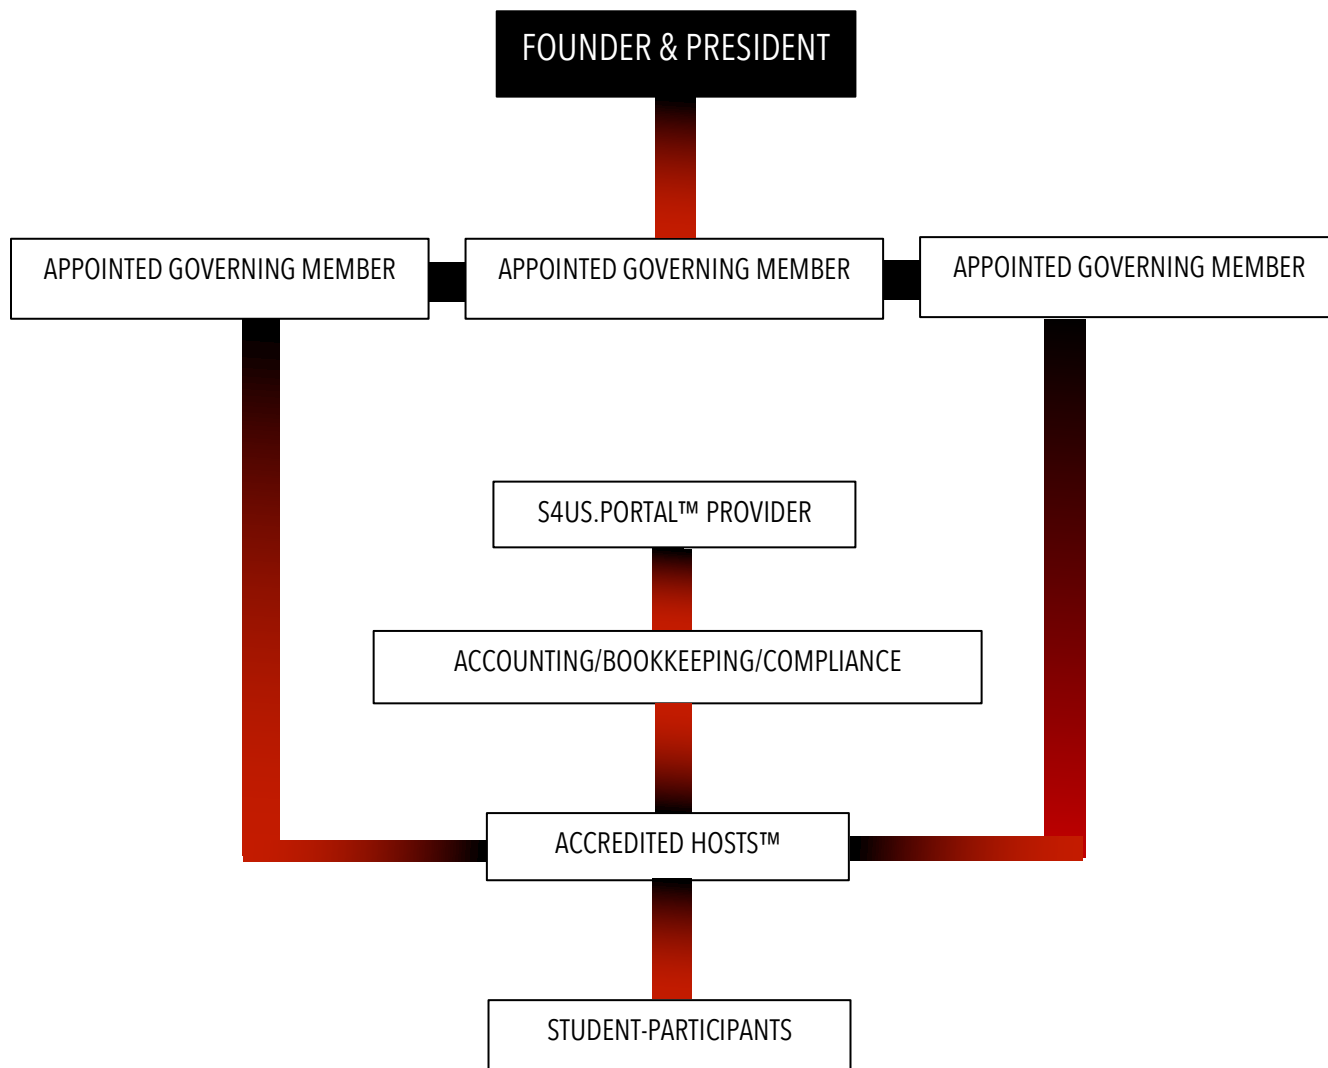 FOUNDER & PRESIDENT
APPOINTED GOVERNING MEMBER
APPOINTED GOVERNING MEMBER
APPOINTED GOVERNING MEMBER
S4US.PORTAL™ PROVIDER
ACCOUNTING/BOOKKEEPING/COMPLIANCE
ACCREDITED HOSTS™
STUDENT-PARTICIPANTS